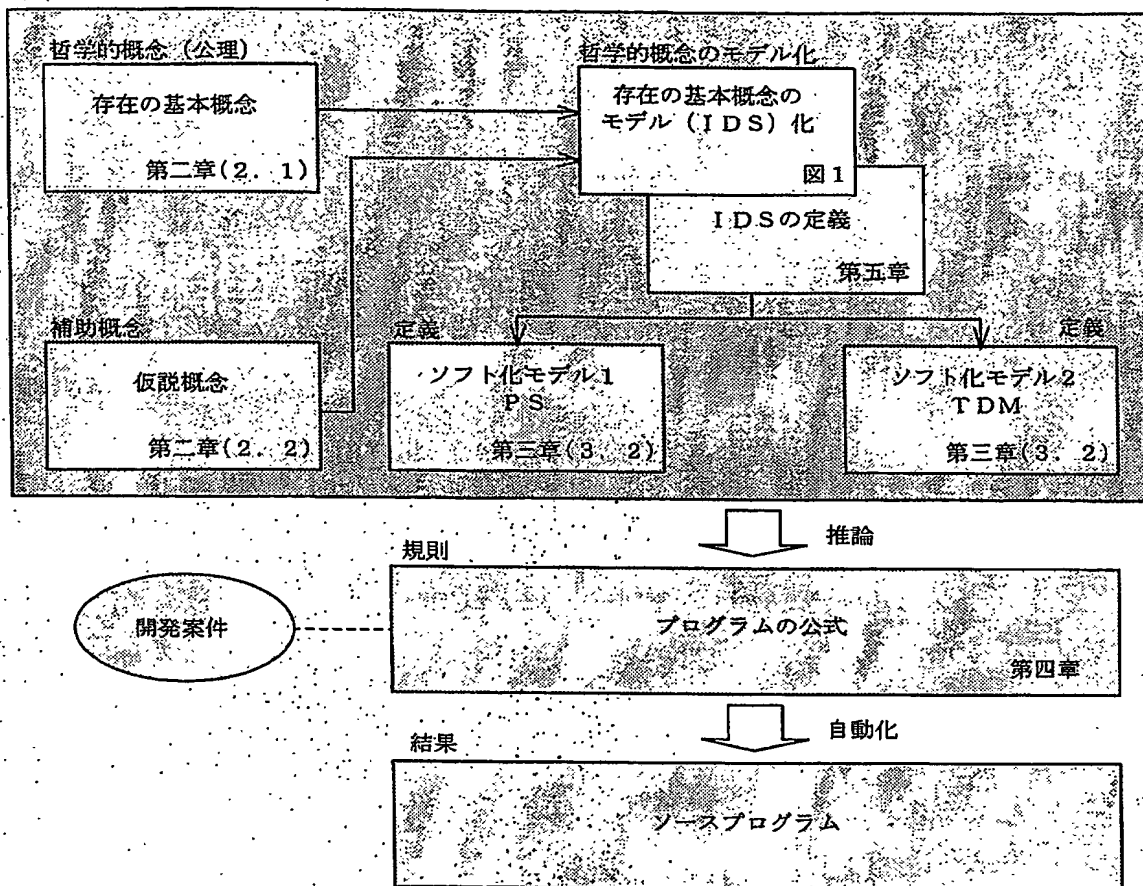 哲学的概念（公理）
存在の基本概念
第二章(2．1)
哲学的概念のモデル化
存在の基本概念の
モデル（ＩＤＳ）化
図1
ＩＤＳの定義
第五章
補助概念
仮説概念
第二章(2．2)
定義
ソフト化モデル1
ＰＳ
第三章(3．2)
定義
ソフト化モデル2
ＴＤＭ
第三章(3．2)
推論
規則
開発案件
プログラムの公式
第四章
自動化
結果
ソースプログラム